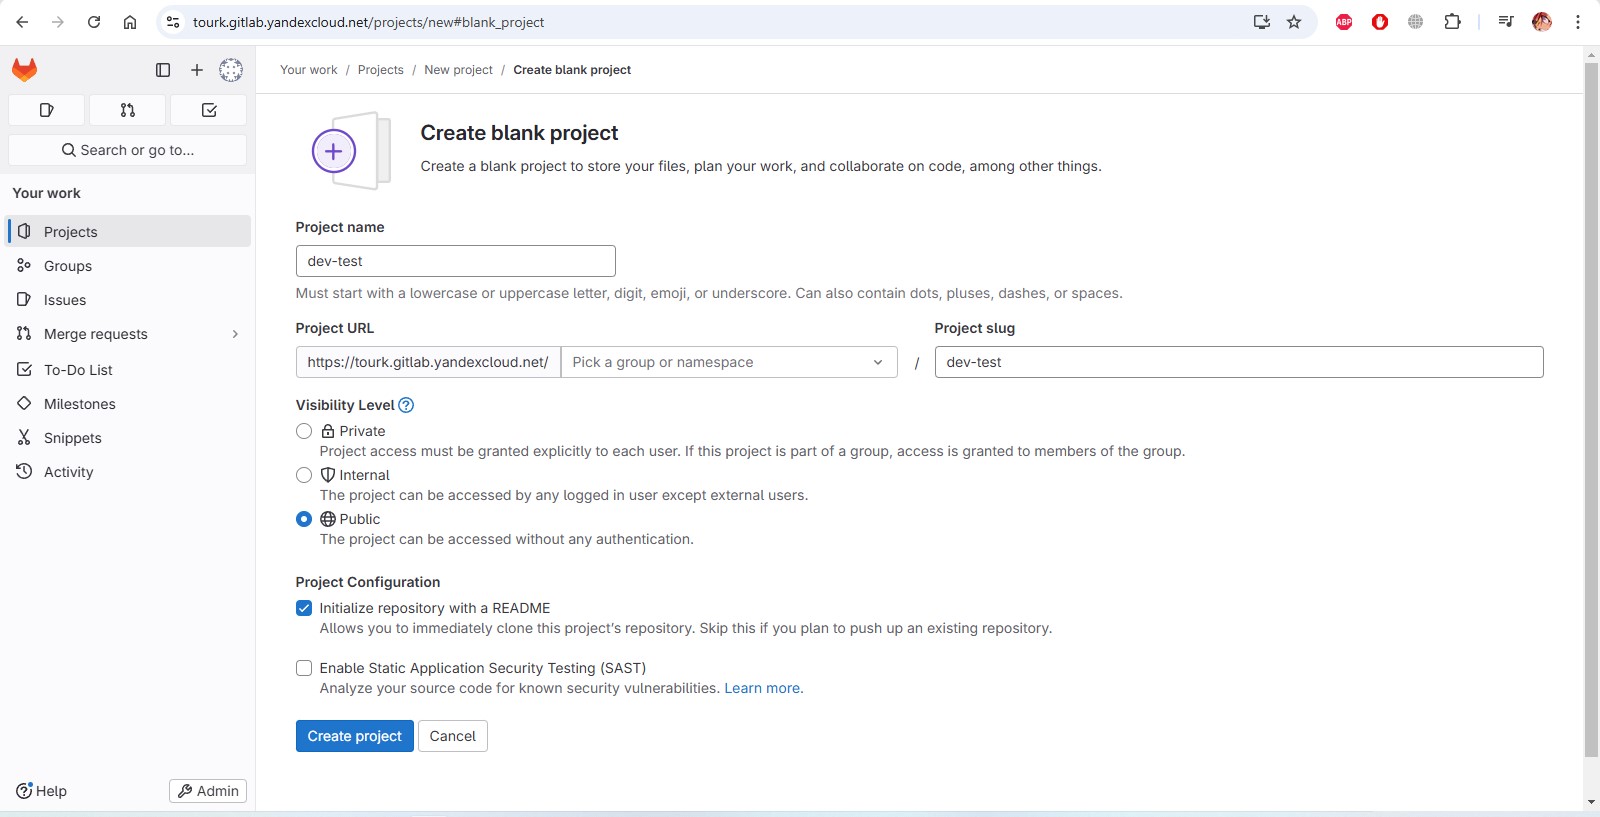 tourk.gitlab.yandexcloud.net/projects/new#blank_project
ABP
Your work / Projects / New project / Create blank project
Search or go to...
Your work
Projects
Groups
Issues
Merge requests
To-Do List
Milestones
Snippets
Activity
Help
Admin
Create blank project
Create a blank project to store your files, plan your work, and collaborate on code, among other things.
Project name
dev-test
Must start with a lowercase or uppercase letter, digit, emoji, or underscore. Can also contain dots, pluses, dashes, or spaces.
Project URL
Project slug
https://tourk.gitlab.yandexcloud.net/ Pick a group or namespace / dev-test
Visibility Level
Private
Project access must be granted explicitly to each user. If this project is part of a group, access is granted to members of the group.
Internal
The project can be accessed by any logged in user except external users.
Public
The project can be accessed without any authentication.
Project Configuration
Initialize repository with a README
Allows you to immediately clone this project's repository. Skip this if you plan to push up an existing repository.
Enable Static Application Security Testing (SAST)
Analyze your source code for known security vulnerabilities. Learn more.
Create project
Cancel